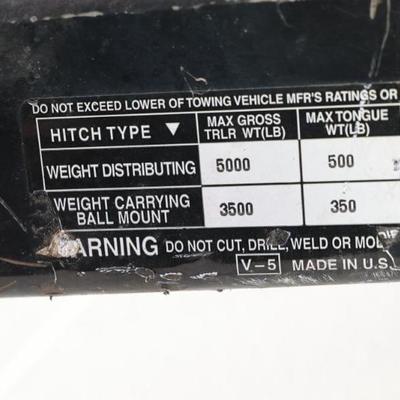 DO NOT EXCEED LOWER OF TOWING VEHICLE MFR'S RATINGS OR
HITCH TYPE ▼ MAX GROSS TRLR WT(LB) MAX TONGUE WT(LB)
WEIGHT DISTRIBUTING 5000 500
WEIGHT CARRYING BALL MOUNT 3500 350
WARNING DO NOT CUT, DRILL, WELD OR MOD
V-5 MADE IN U.S.